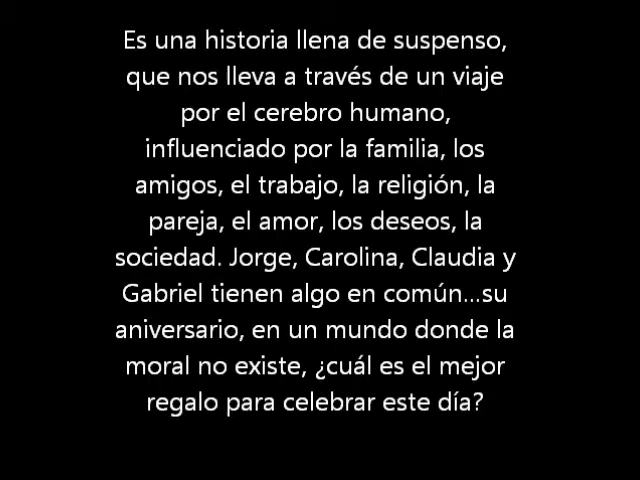 Es una historia llena de suspenso,
que nos lleva a través de un viaje
por el cerebro humano,
influenciado por la familia, los
amigos, el trabajo, la religión, la
pareja, el amor, los deseos, la
sociedad. Jorge, Carolina, Claudia y
Gabriel tienen algo en común...su
aniversario, en un mundo donde la
moral no existe, ¿cuál es el mejor
regalo para celebrar este día?